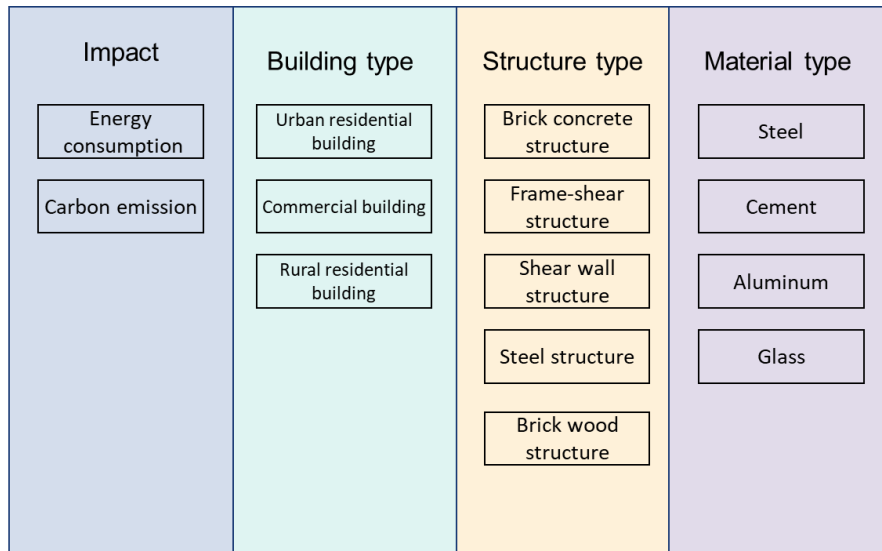 Impact
Energy
consumption
Carbon emission
Building type
Urban residential
building
Commercial building
Rural residential
building
Structure type
Brick concrete
structure
Frame-shear
structure
Shear wall
structure
Steel structure
Brick wood
structure
Material type
Steel
Cement
Aluminum
Glass